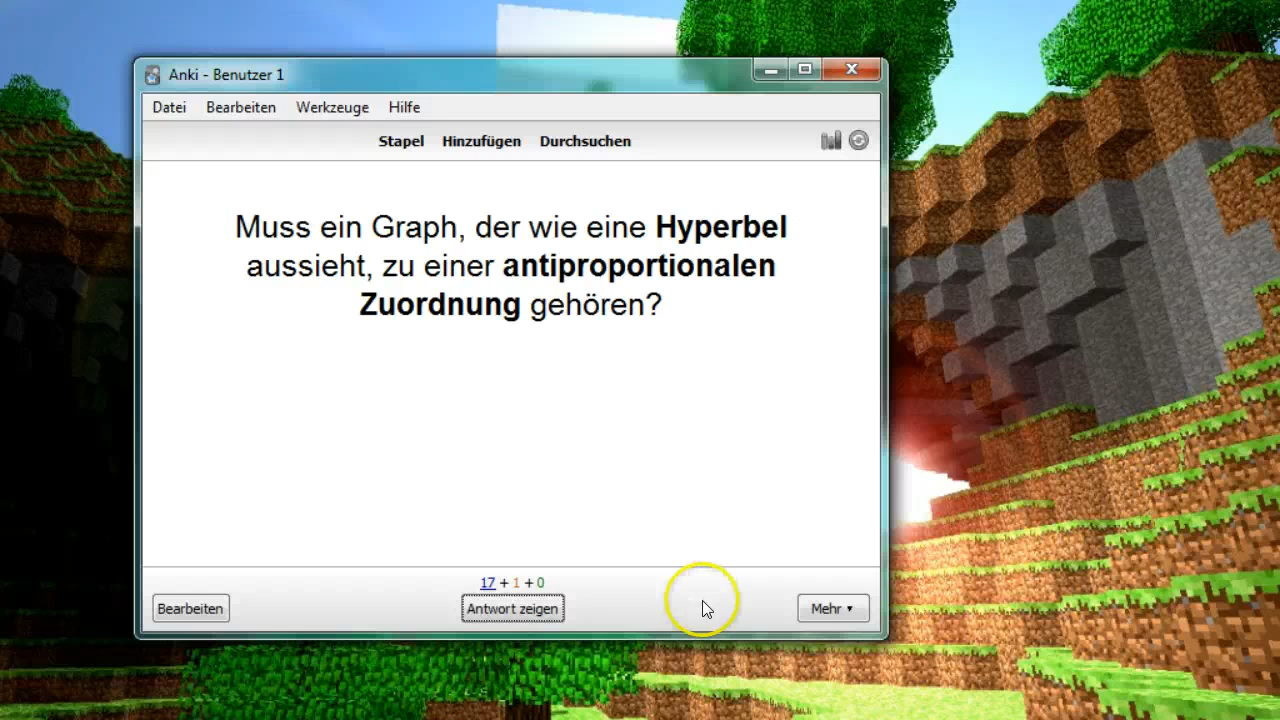 Anki - Benutzer 1
Datei Bearbeiten Werkzeuge Hilfe
Stapel Hinzufügen Durchsuchen
Muss ein Graph, der wie eine Hyperbel
aussieht, zu einer antiproportionalen
Zuordnung gehören?
17 + 1 + 0
Bearbeiten Antwort zeigen Mehr ▾